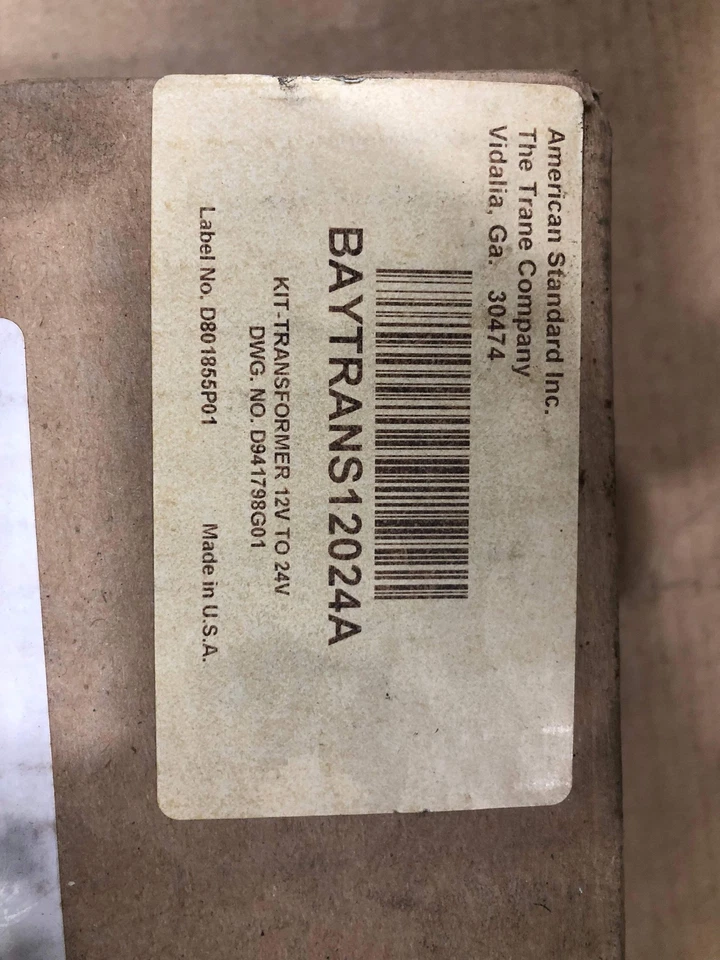 American Standard Inc.
The Trane Company
Vidalia, Ga. 30474
BAYTRANS12024A
KIT-TRANSFORMER 12V TO 24V
DWG. NO. D941798G01
Label No. D801855P01 Made in U.S.A.